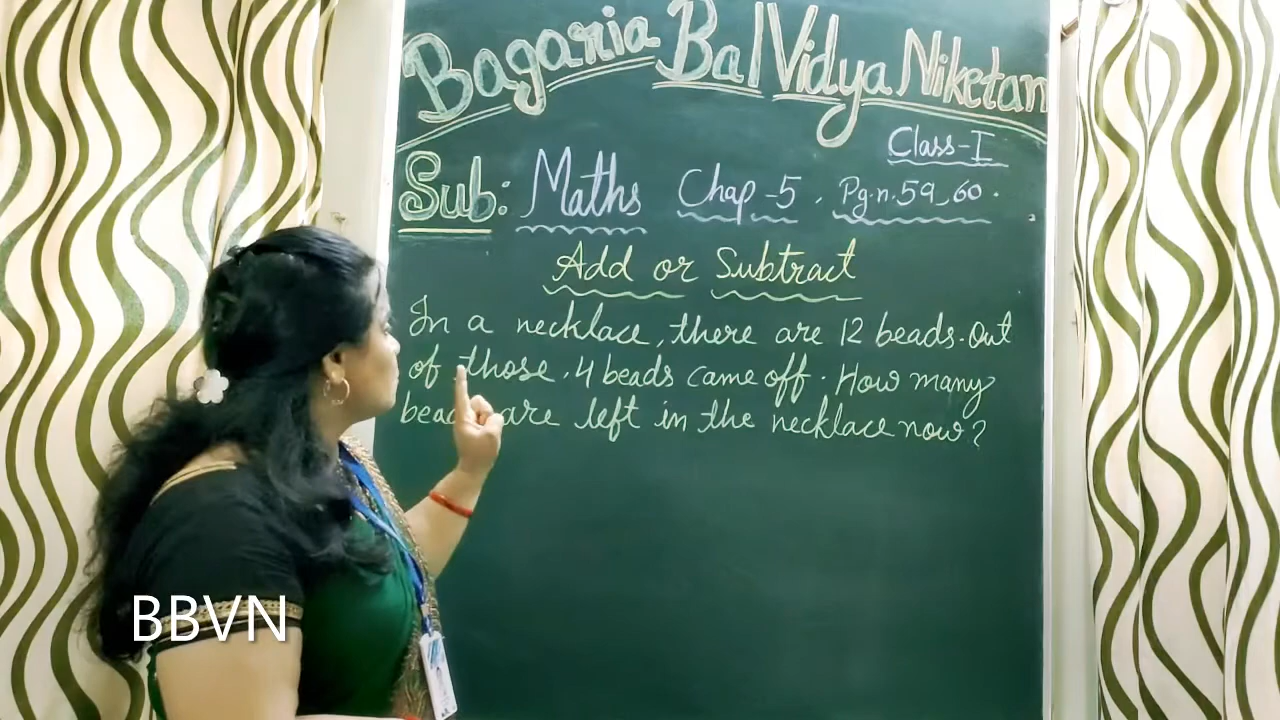 Bagaria Bal Vidya Niketan
Class-I
Sub: Maths Chap-5. Pg.n.59,60.
Add or Subtract
In a necklace, there are 12 beads. Out
of those. 4 beads came off. How many
are left in the necklace now?
BBVN